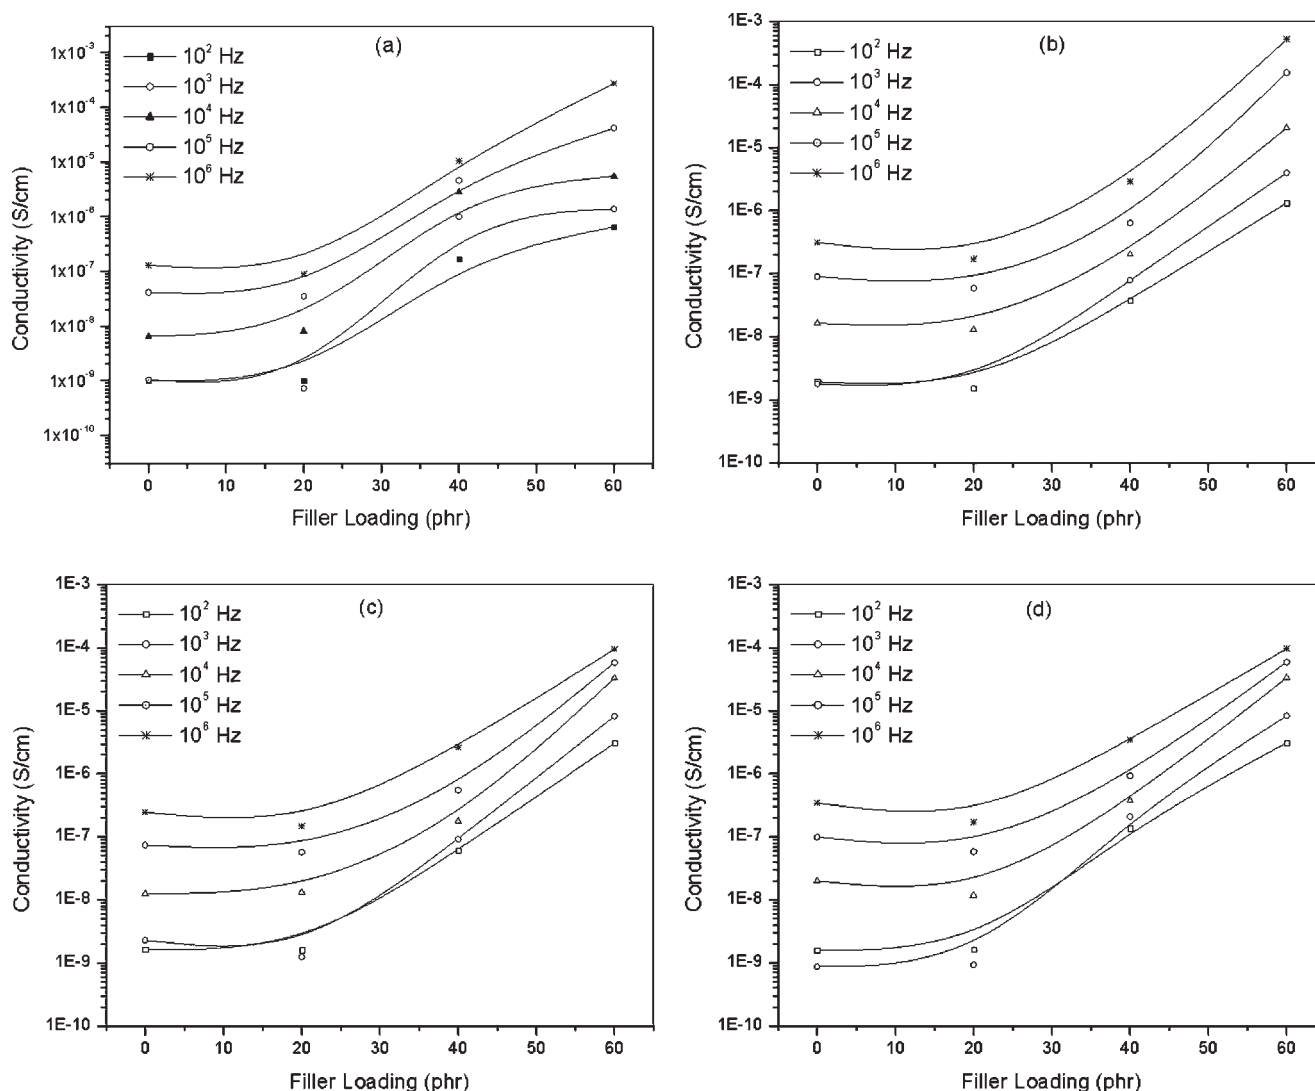 (a)
1x10⁻³
1x10⁻⁴
1x10⁻⁵
1x10⁻⁶
1x10⁻⁷
1x10⁻⁸
1x10⁻⁹
1x10⁻¹⁰
Conductivity (S/cm)
10² Hz
10³ Hz
10⁴ Hz
10⁵ Hz
10⁶ Hz
0 10 20 30 40 50 60
Filler Loading (phr)
(b)
1E-3
1E-4
1E-5
1E-6
1E-7
1E-8
1E-9
1E-10
Conductivity (S/cm)
10² Hz
10³ Hz
10⁴ Hz
10⁵ Hz
10⁶ Hz
0 10 20 30 40 50 60
Filler Loading (phr)
(c)
1E-3
1E-4
1E-5
1E-6
1E-7
1E-8
1E-9
1E-10
Conductivity (S/cm)
10² Hz
10³ Hz
10⁴ Hz
10⁵ Hz
10⁶ Hz
0 10 20 30 40 50 60
Filler Loading (phr)
(d)
1E-3
1E-4
1E-5
1E-6
1E-7
1E-8
1E-9
1E-10
Conductivity (S/cm)
10² Hz
10³ Hz
10⁴ Hz
10⁵ Hz
10⁶ Hz
0 10 20 30 40 50 60
Filler Loading (phr)